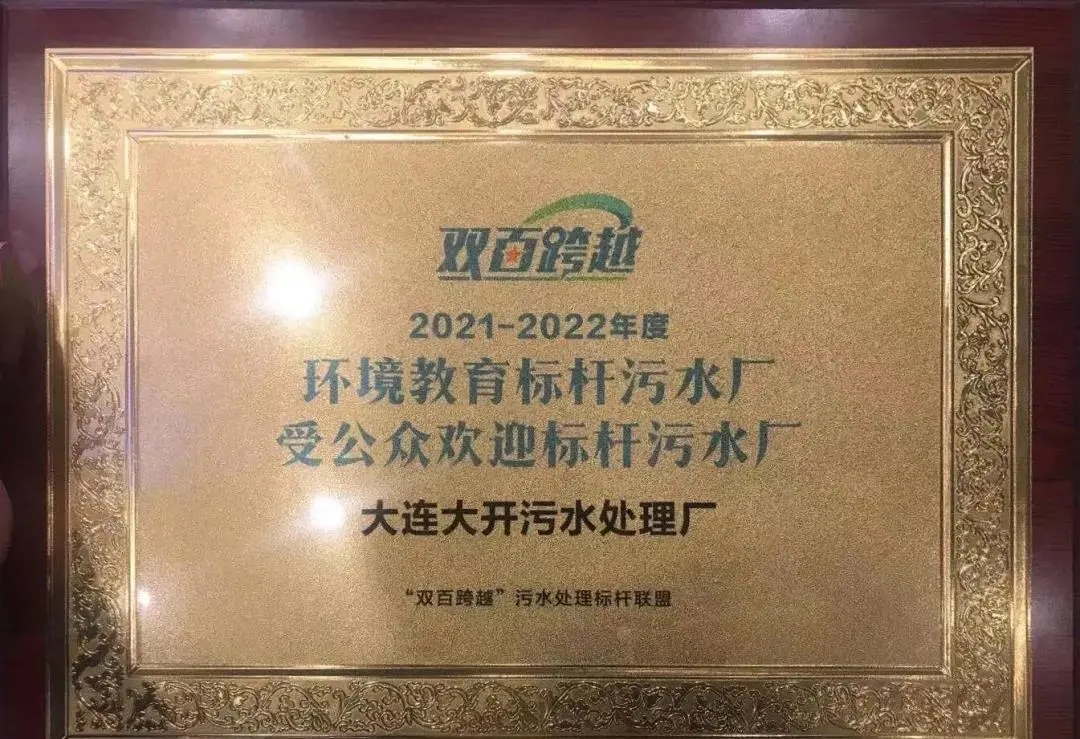 双百跨越
2021-2022年度
环境教育标杆污水厂
受公众欢迎标杆污水厂
大连大开污水处理厂
“双百跨越”污水处理标杆联盟